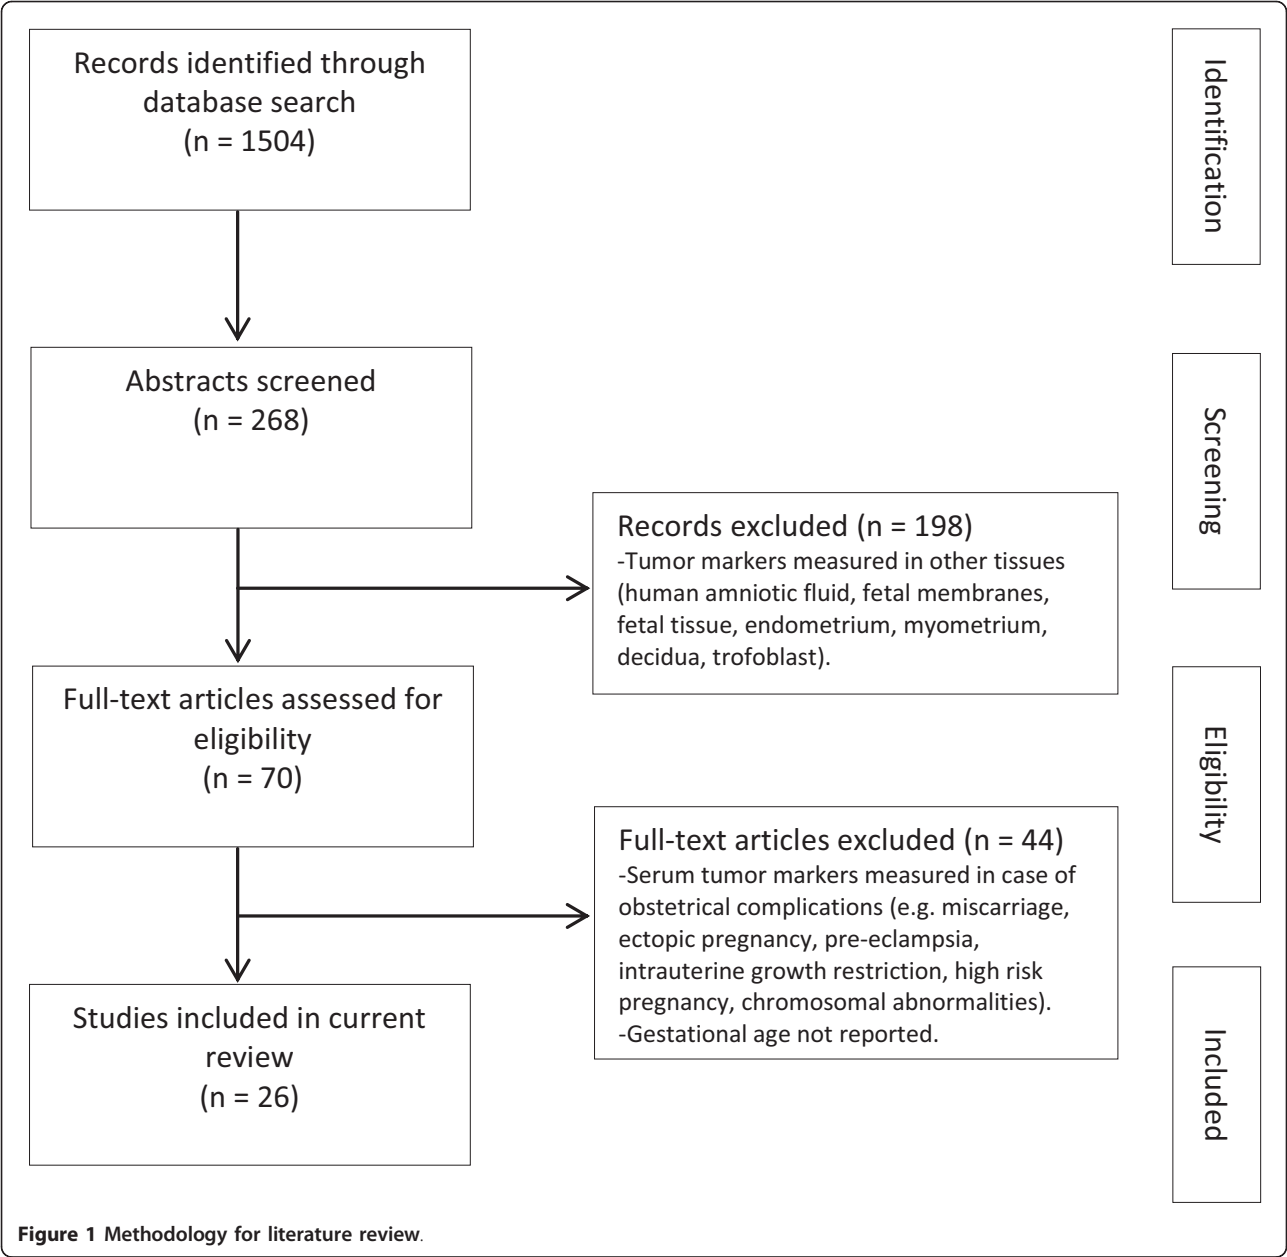 Records identified through
database search
(n = 1504)
Identification
Abstracts screened
(n = 268)
Screening
Records excluded (n = 198)
-Tumor markers measured in other tissues
(human amniotic fluid, fetal membranes,
fetal tissue, endometrium, myometrium,
decidua, trofoblast).
Full-text articles assessed for
eligibility
(n = 70)
Eligibility
Full-text articles excluded (n = 44)
-Serum tumor markers measured in case of
obstetrical complications (e.g. miscarriage,
ectopic pregnancy, pre-eclampsia,
intrauterine growth restriction, high risk
pregnancy, chromosomal abnormalities).
-Gestational age not reported.
Studies included in current
review
(n = 26)
Included
Figure 1 Methodology for literature review.